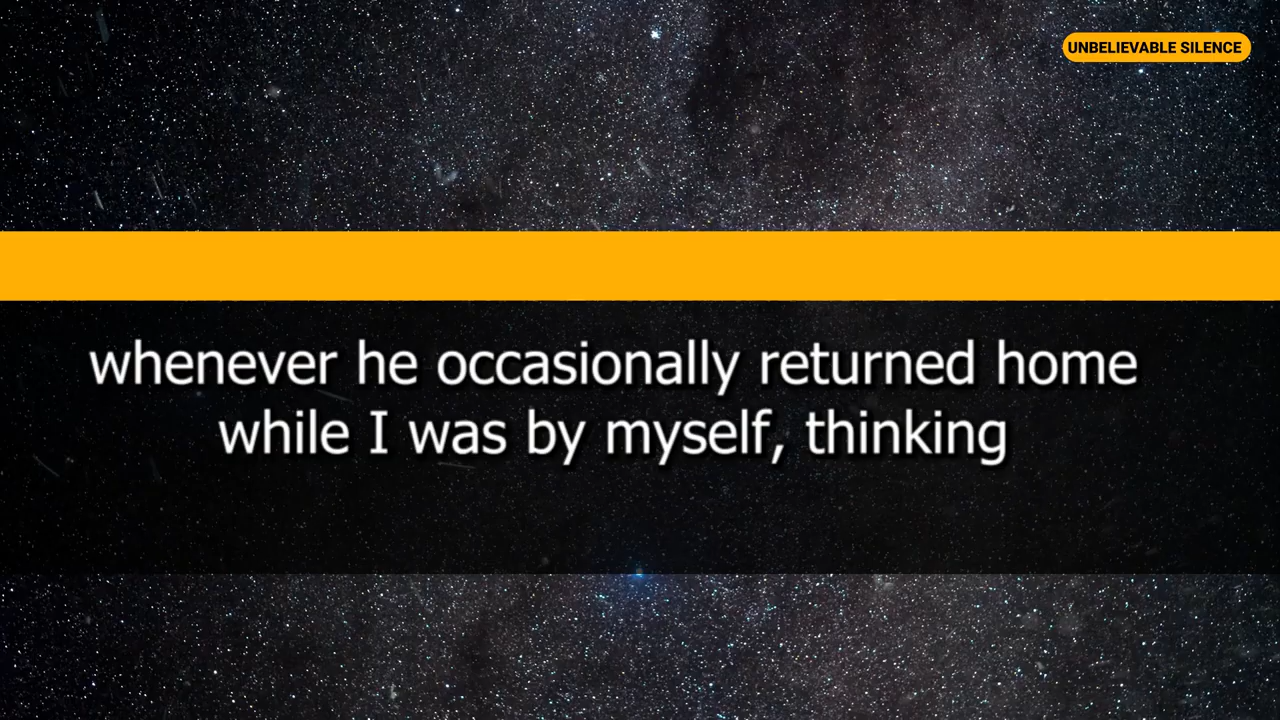 UNBELIEVABLE SILENCE
whenever he occasionally returned home
while I was by myself, thinking